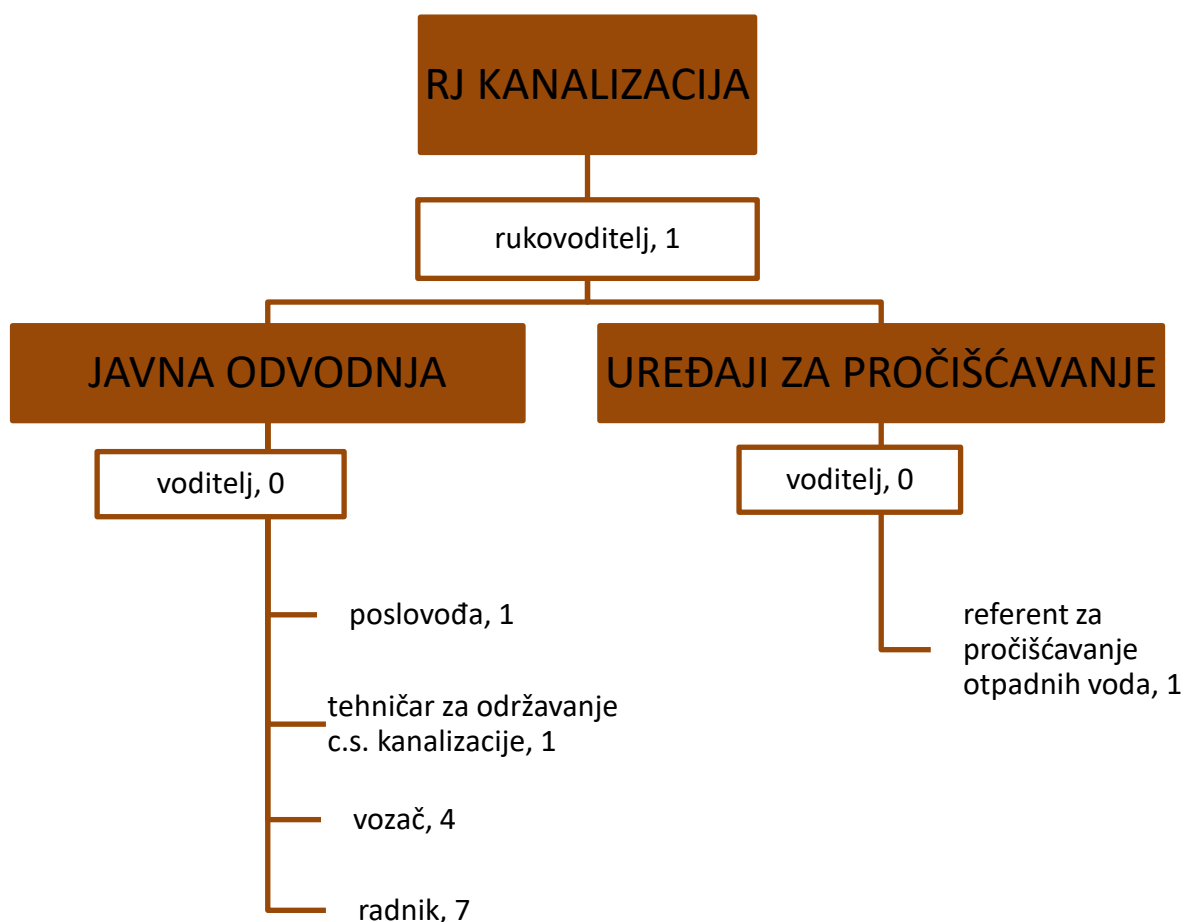 RJ KANALIZACIJA
rukovoditelj, 1
JAVNA ODVODNJA
voditelj, 0
poslovođa, 1
tehničar za održavanje
c.s. kanalizacije, 1
vozač, 4
radnik, 7
UREĐAJI ZA PROČIŠĆAVANJE
voditelj, 0
referent za
pročišćavanje
otpadnih voda, 1